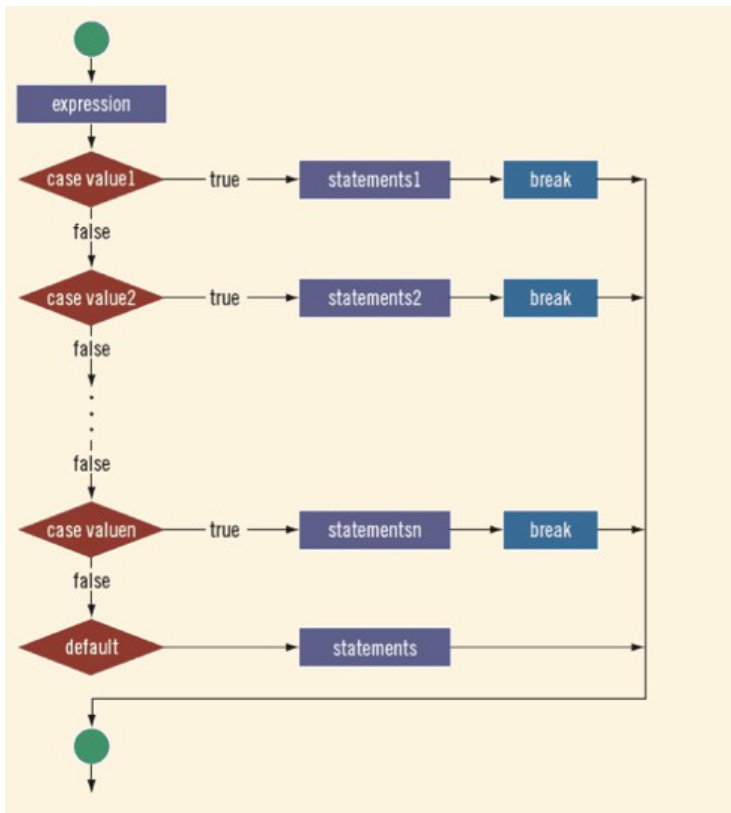 expression
case value1
true
statements1
break
false
case value2
true
statements2
break
false
false
case valuen
true
statementsn
break
false
default
statements